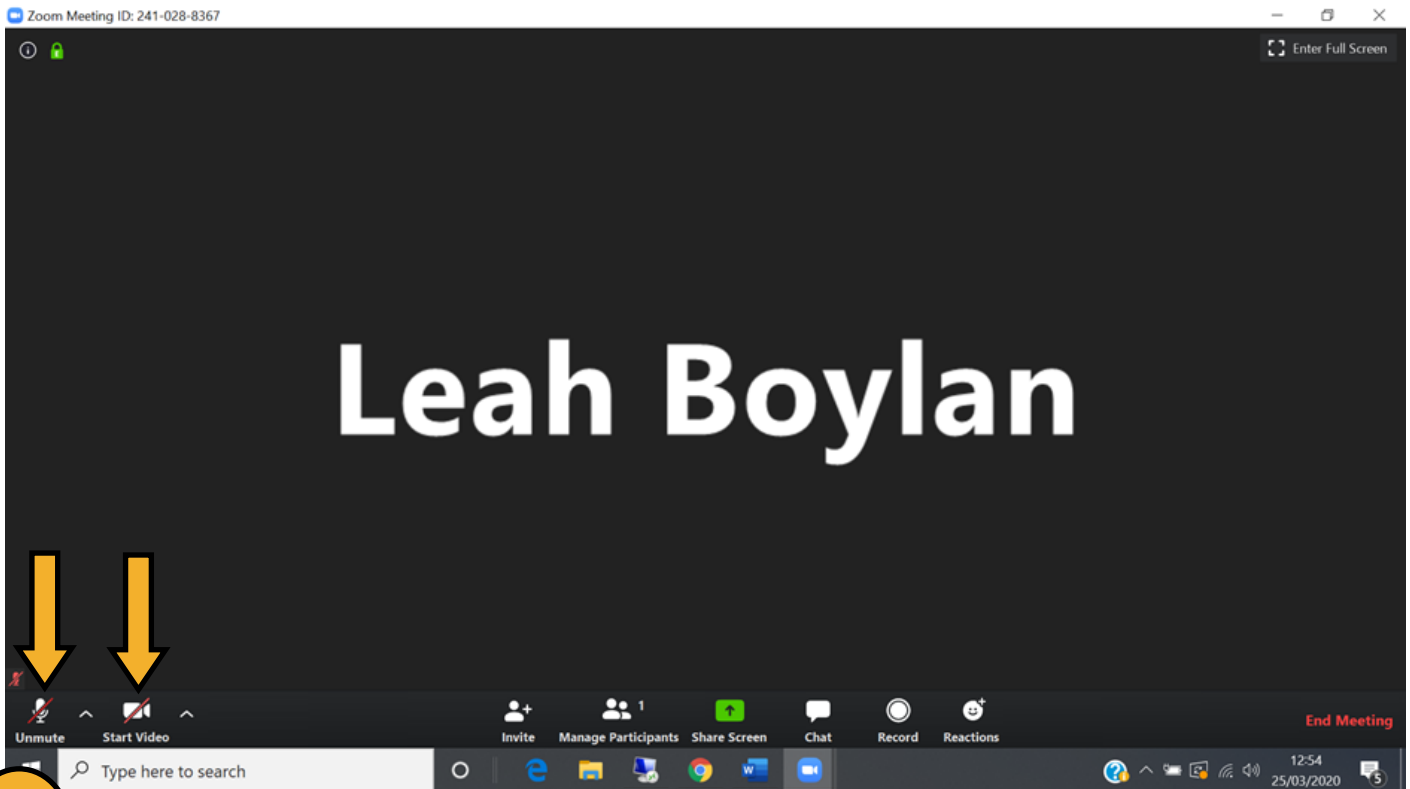 Zoom Meeting ID: 241-028-8367
Enter Full Screen
Leah Boylan
1
Unmute
Start Video
Invite
Manage Participants
Share Screen
Chat
Record
Reactions
End Meeting
Type here to search
12:54
25/03/2020
5